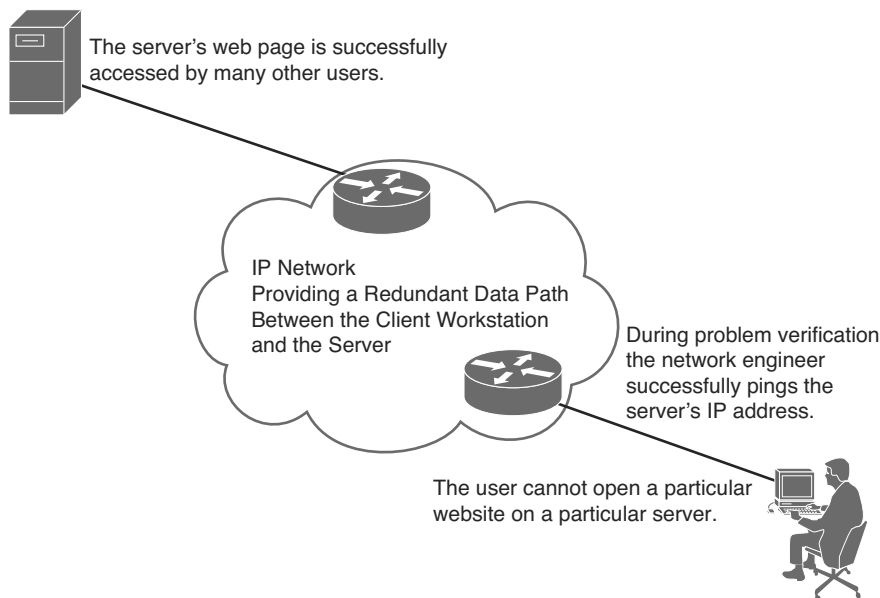 The server’s web page is successfully
accessed by many other users.
IP Network
Providing a Redundant Data Path
Between the Client Workstation
and the Server
During problem verification
the network engineer
successfully pings the
server’s IP address.
The user cannot open a particular
website on a particular server.